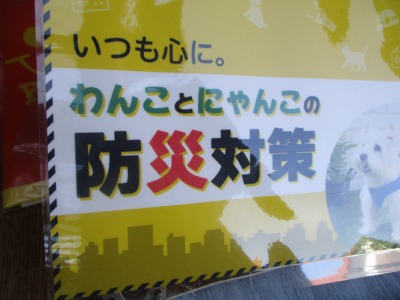 いつも心に。
わんことにゃんこの
防災対策